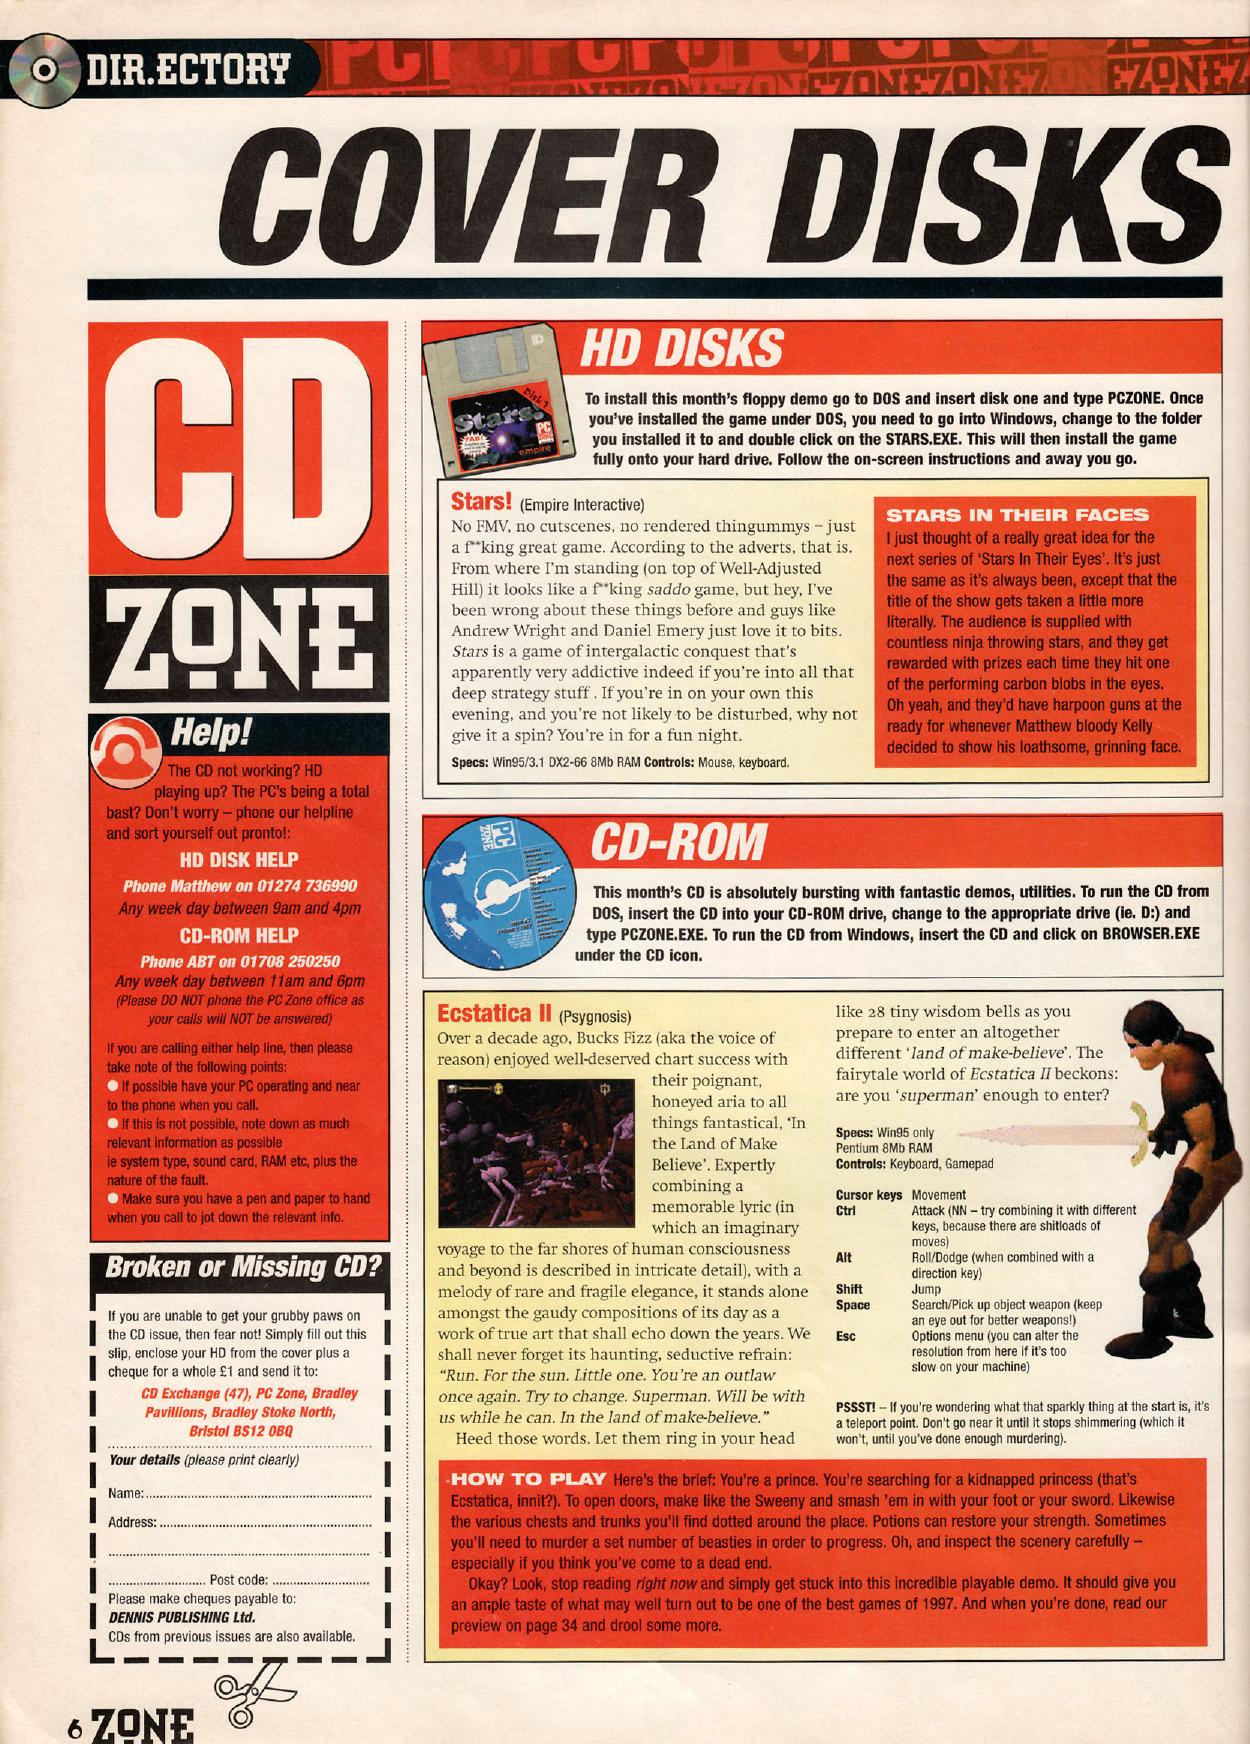 DIR.ECTORY
COVER DISKS
CD
ZONE
Help!
The CD not working? HD
playing up? The PC's being a total
bast? Don't worry – phone our helpline
and sort yourself out pronto!:
HD DISK HELP
Phone Matthew on 01274 736990
Any week day between 9am and 4pm
CD-ROM HELP
Phone ABT on 01708 250250
Any week day between 11am and 6pm
(Please DO NOT phone the PC Zone office as
your calls will NOT be answered)
If you are calling either help line, then please
take note of the following points:
● If possible have your PC operating and near
to the phone when you call.
● If this is not possible, note down as much
relevant information as possible
ie system type, sound card, RAM etc, plus the
nature of the fault.
● Make sure you have a pen and paper to hand
when you call to jot down the relevant info.
Broken or Missing CD?
If you are unable to get your grubby paws on
the CD issue, then fear not! Simply fill out this
slip, enclose your HD from the cover plus a
cheque for a whole £1 and send it to:
CD Exchange (47), PC Zone, Bradley
Pavillions, Bradley Stoke North,
Bristol BS12 0BQ
Your details (please print clearly)
Name:
Address:
Post code:
Please make cheques payable to:
DENNIS PUBLISHING Ltd.
CDs from previous issues are also available.
HD DISKS
To install this month's floppy demo go to DOS and insert disk one and type PCZONE. Once
you've installed the game under DOS, you need to go into Windows, change to the folder
you installed it to and double click on the STARS.EXE. This will then install the game
fully onto your hard drive. Follow the on-screen instructions and away you go.
Disk 1
Stars!
FAB!
PC
ZONE
empire
Stars! (Empire Interactive)
No FMV, no cutscenes, no rendered thingummys – just
a f**king great game. According to the adverts, that is.
From where I'm standing (on top of Well-Adjusted
Hill) it looks like a f**king saddo game, but hey, I've
been wrong about these things before and guys like
Andrew Wright and Daniel Emery just love it to bits.
Stars is a game of intergalactic conquest that's
apparently very addictive indeed if you're into all that
deep strategy stuff . If you're in on your own this
evening, and you're not likely to be disturbed, why not
give it a spin? You're in for a fun night.
Specs: Win95/3.1 DX2-66 8Mb RAM Controls: Mouse, keyboard.
STARS IN THEIR FACES
I just thought of a really great idea for the
next series of 'Stars In Their Eyes'. It's just
the same as it's always been, except that the
title of the show gets taken a little more
literally. The audience is supplied with
countless ninja throwing stars, and they get
rewarded with prizes each time they hit one
of the performing carbon blobs in the eyes.
Oh yeah, and they'd have harpoon guns at the
ready for whenever Matthew bloody Kelly
decided to show his loathsome, grinning face.
CD-ROM
PC
ZONE
This month's CD is absolutely bursting with fantastic demos, utilities. To run the CD from
DOS, insert the CD into your CD-ROM drive, change to the appropriate drive (ie. D:) and
type PCZONE.EXE. To run the CD from Windows, insert the CD and click on BROWSER.EXE
under the CD icon.
Ecstatica II (Psygnosis)
Over a decade ago, Bucks Fizz (aka the voice of
reason) enjoyed well-deserved chart success with
their poignant,
honeyed aria to all
things fantastical, 'In
the Land of Make
Believe'. Expertly
combining a
memorable lyric (in
which an imaginary
voyage to the far shores of human consciousness
and beyond is described in intricate detail), with a
melody of rare and fragile elegance, it stands alone
amongst the gaudy compositions of its day as a
work of true art that shall echo down the years. We
shall never forget its haunting, seductive refrain:
"Run. For the sun. Little one. You're an outlaw
once again. Try to change. Superman. Will be with
us while he can. In the land of make-believe."
Heed those words. Let them ring in your head
like 28 tiny wisdom bells as you
prepare to enter an altogether
different 'land of make-believe'. The
fairytale world of Ecstatica II beckons:
are you 'superman' enough to enter?
Specs: Win95 only
Pentium 8Mb RAM
Controls: Keyboard, Gamepad
Cursor keys Movement
Ctrl Attack (NN – try combining it with different
keys, because there are shitloads of
moves)
Alt Roll/Dodge (when combined with a
direction key)
Shift Jump
Space Search/Pick up object weapon (keep
an eye out for better weapons!)
Esc Options menu (you can alter the
resolution from here if it's too
slow on your machine)
PSSST! – If you're wondering what that sparkly thing at the start is, it's
a teleport point. Don't go near it until it stops shimmering (which it
won't, until you've done enough murdering).
HOW TO PLAY Here's the brief: You're a prince. You're searching for a kidnapped princess (that's
Ecstatica, innit?). To open doors, make like the Sweeny and smash 'em in with your foot or your sword. Likewise
the various chests and trunks you'll find dotted around the place. Potions can restore your strength. Sometimes
you'll need to murder a set number of beasties in order to progress. Oh, and inspect the scenery carefully –
especially if you think you've come to a dead end.
Okay? Look, stop reading right now and simply get stuck into this incredible playable demo. It should give you
an ample taste of what may well turn out to be one of the best games of 1997. And when you're done, read our
preview on page 34 and drool some more.
6 ZONE